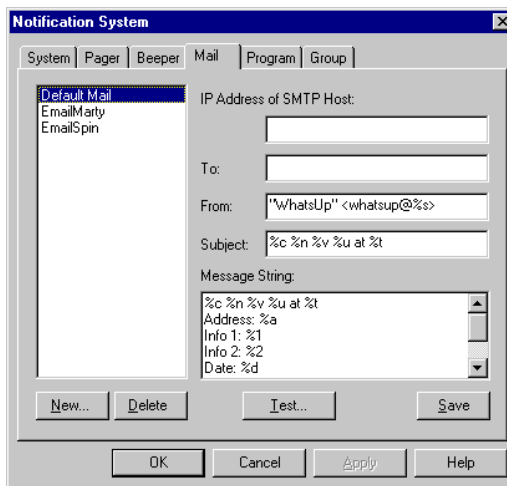 Notification System
System Pager Beeper Mail Program Group
Default Mail
EmailMarty
EmailSpin
IP Address of SMTP Host:
To:
From: "WhatsUp" <whatsup@%s>
Subject: %c %n %v %u at %t
Message String:
%c %n %v %u at %t
Address: %a
Info 1: %1
Info 2: %2
Date: %d
New... Delete Test... Save
OK Cancel Apply Help